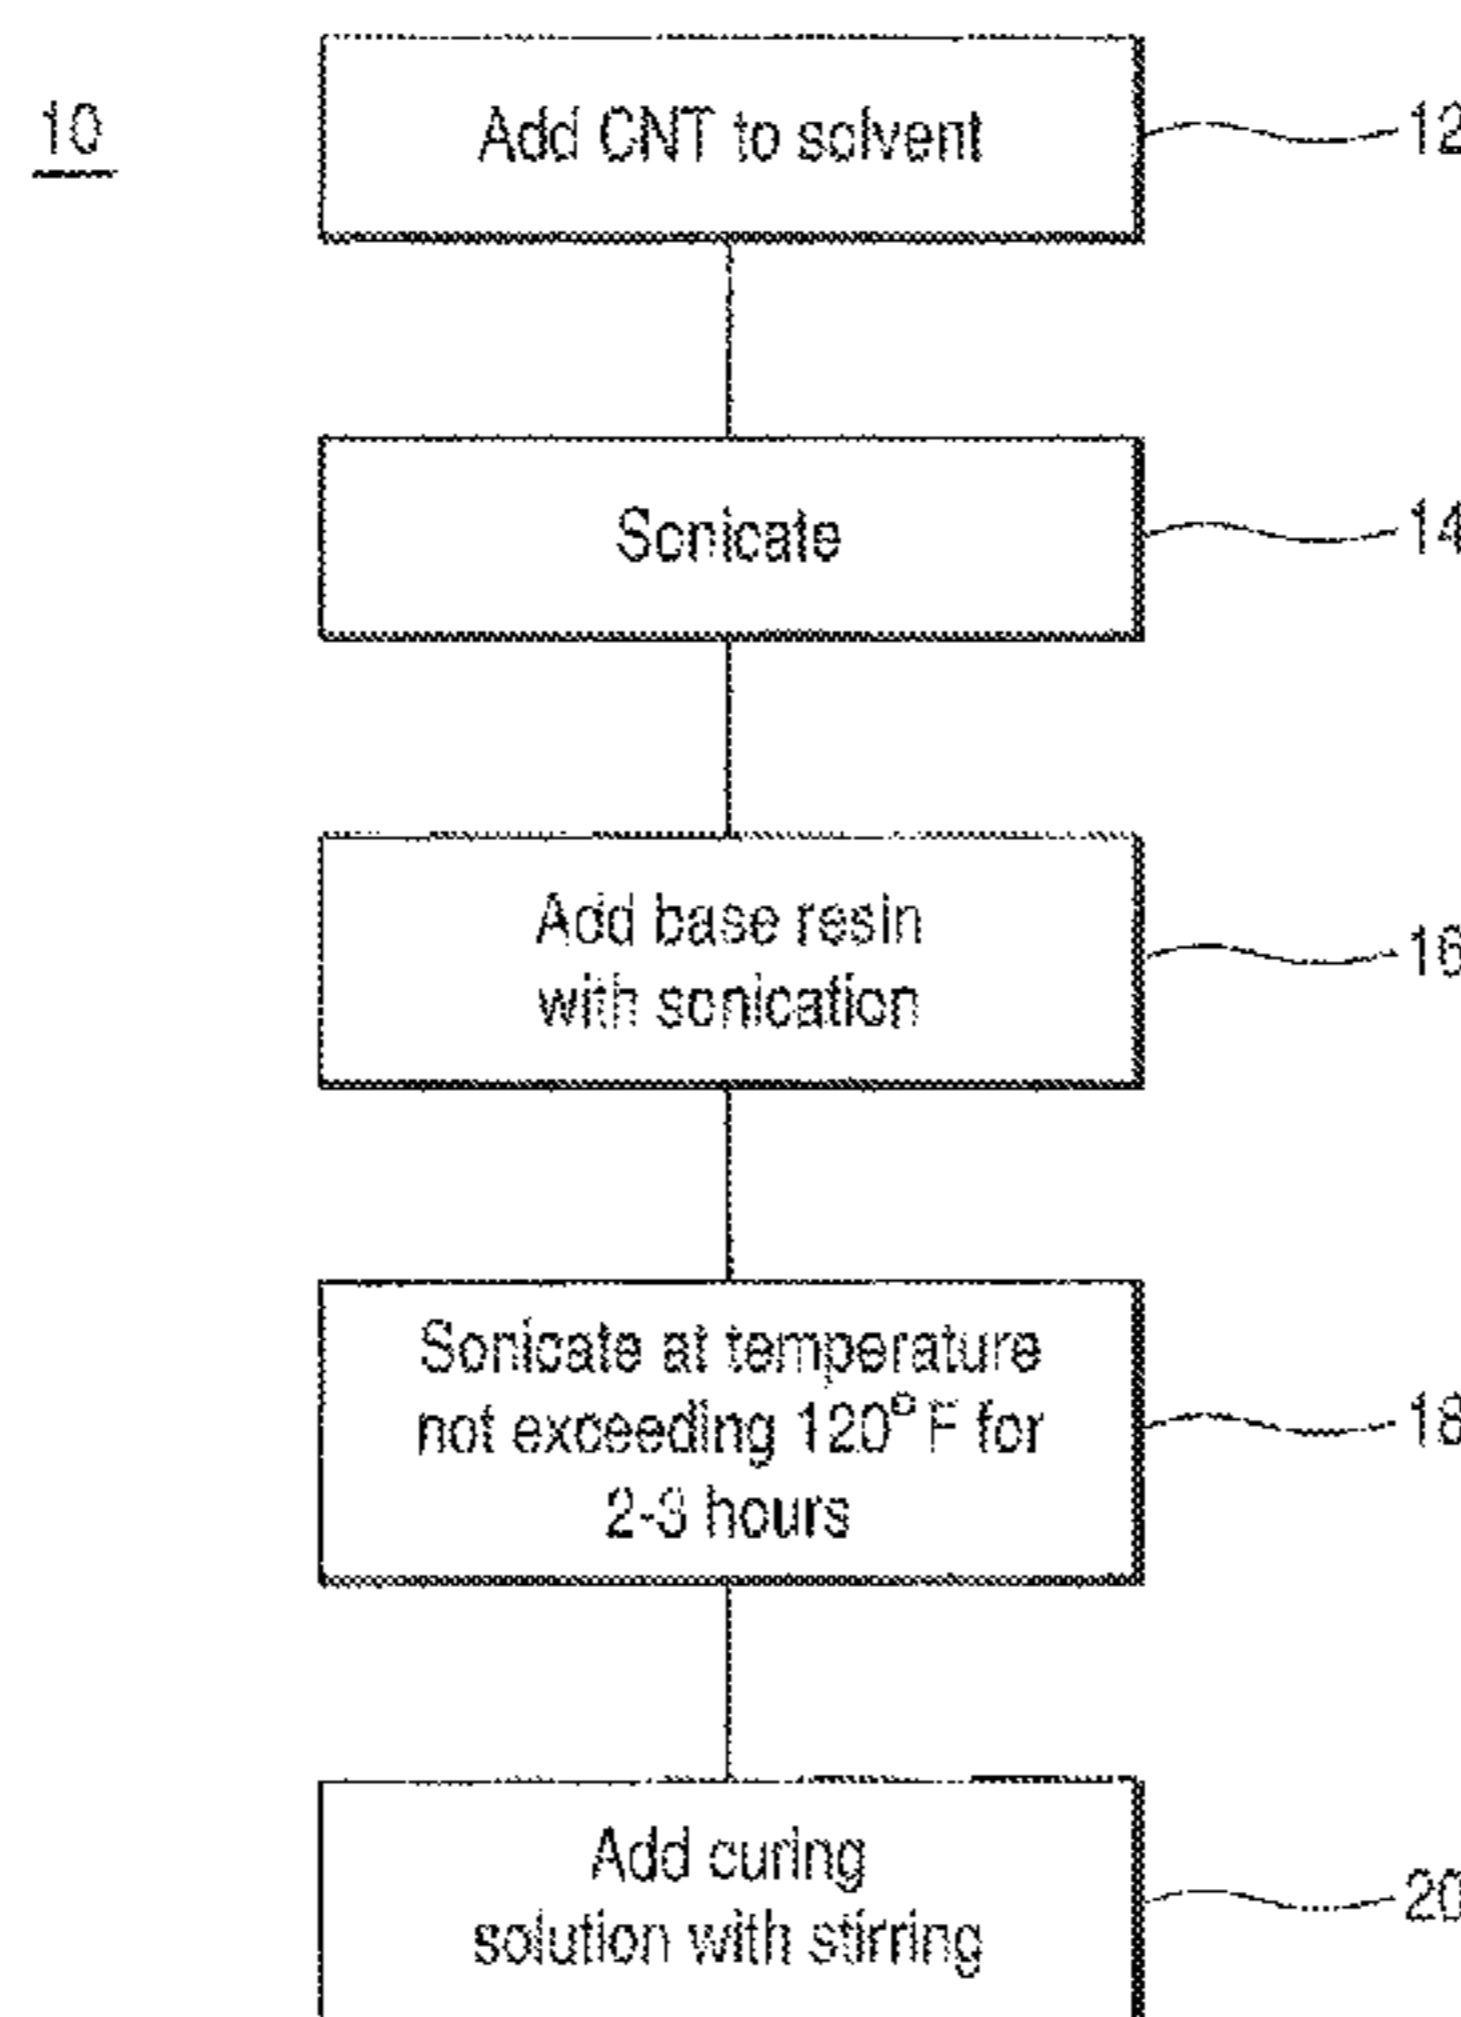 10
Add CNT to solvent
12
Sonicate
14
Add base resin
with sonication
16
Sonicate at temperature
not exceeding 120° F for
2-3 hours
18
Add curing
solution with stirring
20